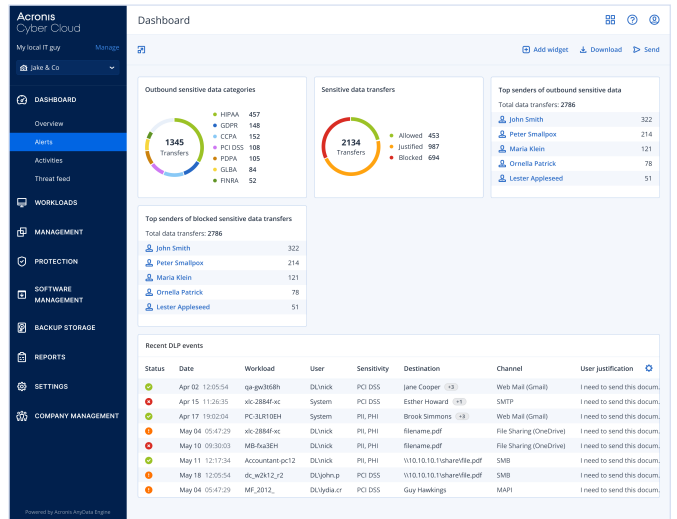 Acronis
Cyber Cloud
My local IT guy Manage
Jake & Co
DASHBOARD
Overview
Alerts
Activities
Threat feed
WORKLOADS
MANAGEMENT
PROTECTION
SOFTWARE
MANAGEMENT
BACKUP STORAGE
REPORTS
SETTINGS
COMPANY MANAGEMENT
Powered by Acronis AnyData Engine
Dashboard
Add widget Download Send
Outbound sensitive data categories
1345
Transfers
HIPAA 457
GDPR 148
CCPA 152
PCI DSS 108
PDPA 105
GLBA 84
FINRA 52
Sensitive data transfers
2134
Transfers
Allowed 453
Justified 987
Blocked 694
Top senders of outbound sensitive data
Total data transfers: 2786
John Smith 322
Peter Smallpox 214
Maria Klein 121
Ornella Patrick 78
Lester Appleseed 51
Top senders of blocked sensitive data transfers
Total data transfers: 2786
John Smith 322
Peter Smallpox 214
Maria Klein 121
Ornella Patrick 78
Lester Appleseed 51
Recent DLP events
Status Date Workload User Sensitivity Destination Channel User justification
Apr 02 12:05:54 qa-gw3t68h DL\nick PCI DSS Jane Cooper +3 Web Mail (Gmail) I need to send this docum.
Apr 15 11:26:35 xlc-2884f-xc System PCI DSS Esther Howard +5 SMTP I need to send this docum.
Apr 17 19:02:04 PC-3LR10EH System PII, PHI Brook Simmons +3 Web Mail (Gmail) I need to send this docum.
May 04 05:47:29 xlc-2884f-xc DL\nick PII, PHI filename.pdf File Sharing (OneDrive) I need to send this docum.
May 10 09:30:03 MB-fxa3EH DL\nick PII, PHI filename.pdf File Sharing (OneDrive) I need to send this docum.
May 11 12:17:34 Accountant-pc12 DL\nick PII, PHI \\10.10.10.1\share\file.pdf SMB I need to send this docum.
May 18 12:05:54 dc_w2k12_r2 DL\john.p PCI DSS \\10.10.10.1\share\file.pdf SMB I need to send this docum.
May 04 05:47:29 MF_2012_ DL\lydia.cr PCI DSS Guy Hawkings MAPI I need to send this docum.